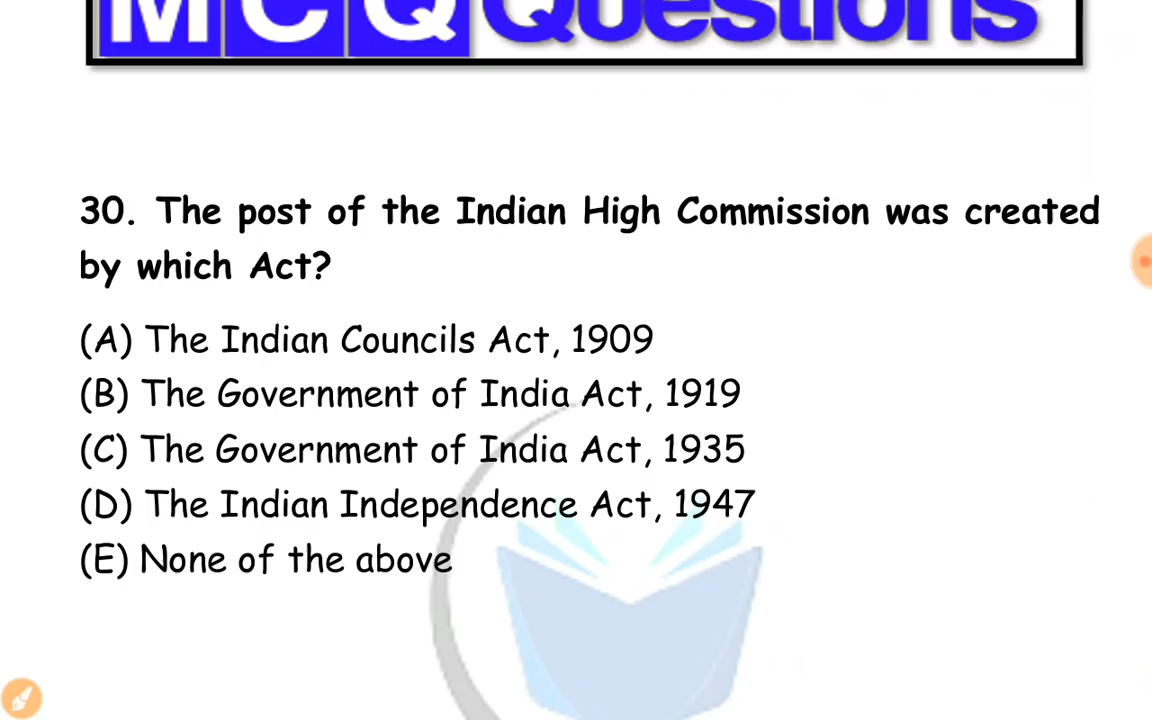 MCQ Questions
30. The post of the Indian High Commission was created
by which Act?
(A) The Indian Councils Act, 1909
(B) The Government of India Act, 1919
(C) The Government of India Act, 1935
(D) The Indian Independence Act, 1947
(E) None of the above